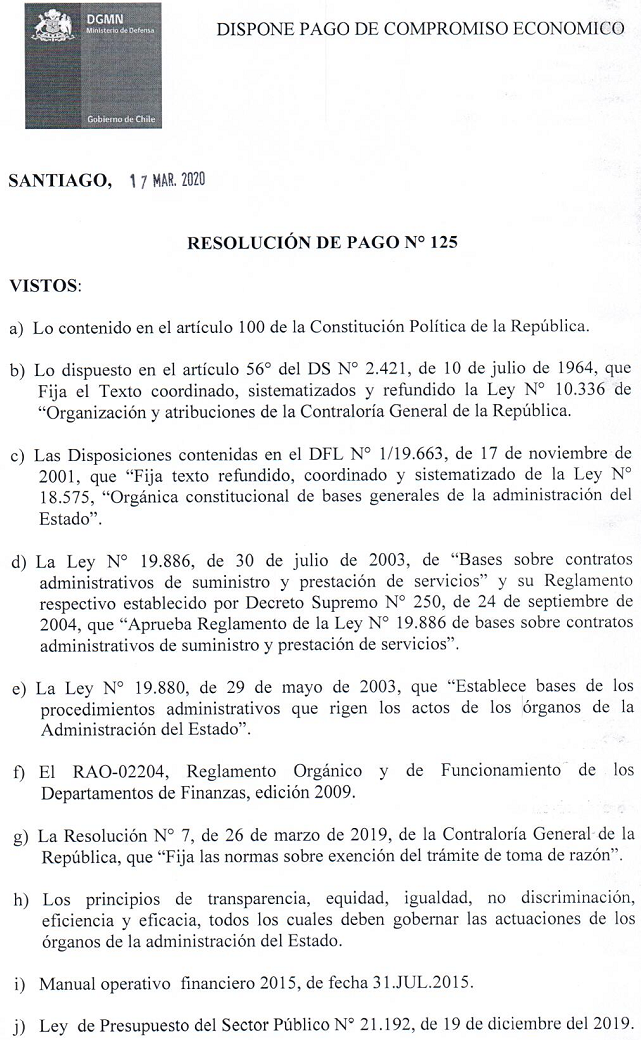 DGMN
Ministerio de Defensa
Gobierno de Chile
DISPONE PAGO DE COMPROMISO ECONOMICO
SANTIAGO, 17 MAR. 2020
RESOLUCIÓN DE PAGO N° 125
VISTOS:
a) Lo contenido en el artículo 100 de la Constitución Política de la República.
b) Lo dispuesto en el artículo 56° del DS N° 2.421, de 10 de julio de 1964, que
Fija el Texto coordinado, sistematizados y refundido la Ley N° 10.336 de
“Organización y atribuciones de la Contraloría General de la República.
c) Las Disposiciones contenidas en el DFL N° 1/19.663, de 17 de noviembre de
2001, que “Fija texto refundido, coordinado y sistematizado de la Ley N°
18.575, “Orgánica constitucional de bases generales de la administración del
Estado”.
d) La Ley N° 19.886, de 30 de julio de 2003, de “Bases sobre contratos
administrativos de suministro y prestación de servicios” y su Reglamento
respectivo establecido por Decreto Supremo N° 250, de 24 de septiembre de
2004, que “Aprueba Reglamento de la Ley N° 19.886 de bases sobre contratos
administrativos de suministro y prestación de servicios”.
e) La Ley N° 19.880, de 29 de mayo de 2003, que “Establece bases de los
procedimientos administrativos que rigen los actos de los órganos de la
Administración del Estado”.
f) El RAO-02204, Reglamento Orgánico y de Funcionamiento de los
Departamentos de Finanzas, edición 2009.
g) La Resolución N° 7, de 26 de marzo de 2019, de la Contraloría General de la
República, que “Fija las normas sobre exención del trámite de toma de razón”.
h) Los principios de transparencia, equidad, igualdad, no discriminación,
eficiencia y eficacia, todos los cuales deben gobernar las actuaciones de los
órganos de la administración del Estado.
i) Manual operativo financiero 2015, de fecha 31.JUL.2015.
j) Ley de Presupuesto del Sector Público N° 21.192, de 19 de diciembre del 2019.